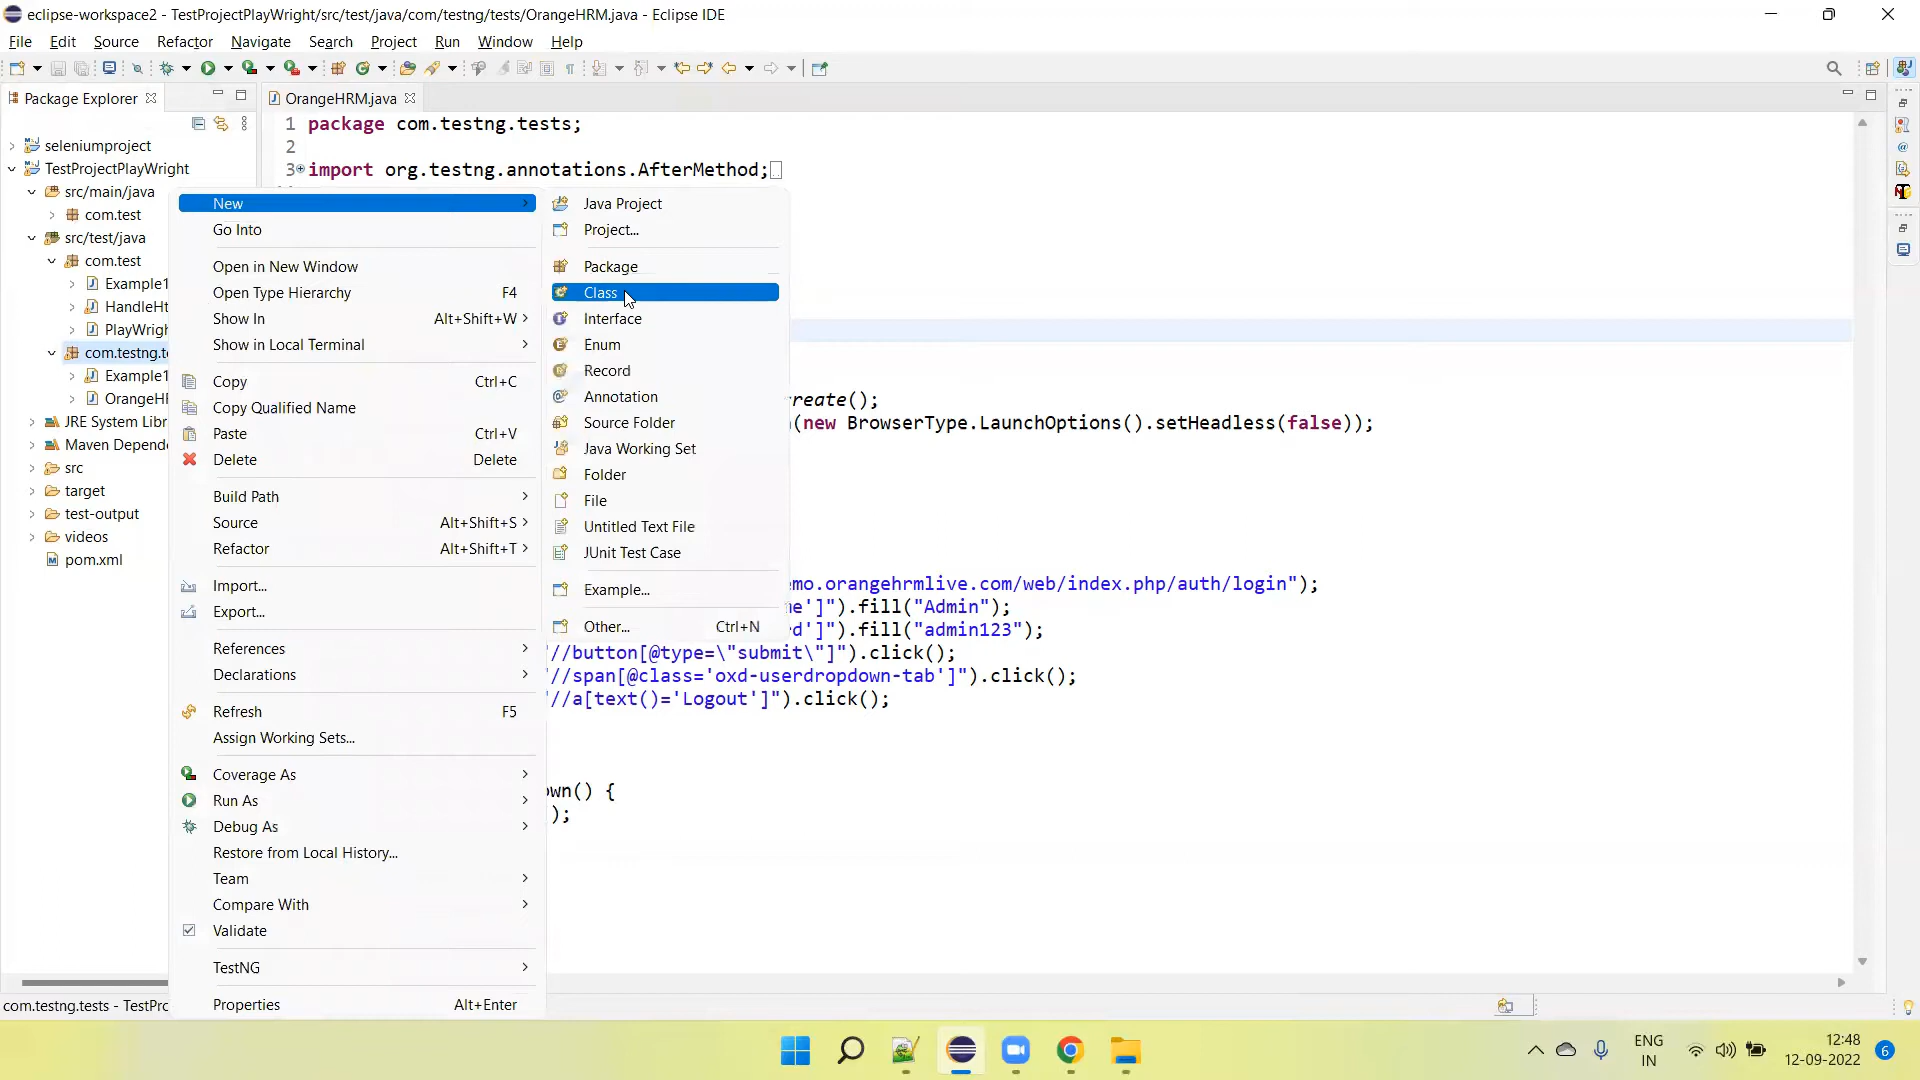 eclipse-workspace2 - TestProjectPlayWright/src/test/java/com/testng/tests/OrangeHRM.java - Eclipse IDE
File Edit Source Refactor Navigate Search Project Run Window Help
Package Explorer
OrangeHRM.java
seleniumproject
TestProjectPlayWright
src/main/java
com.test
src/test/java
com.test
Example1
HandleHt
PlayWrigh
com.testng.t
Example1
OrangeH
JRE System Libr
Maven Depend
src
target
test-output
videos
pom.xml
1 package com.testng.tests;
2
3 import org.testng.annotations.AfterMethod;
New
Go Into
Open in New Window
Open Type Hierarchy F4
Show In Alt+Shift+W
Show in Local Terminal
Copy Ctrl+C
Copy Qualified Name
Paste Ctrl+V
Delete Delete
Build Path
Source Alt+Shift+S
Refactor Alt+Shift+T
Import...
Export...
References
Declarations
Refresh F5
Assign Working Sets...
Coverage As
Run As
Debug As
Restore from Local History...
Team
Compare With
Validate
TestNG
Properties Alt+Enter
Java Project
Project...
Package
Class
Interface
Enum
Record
Annotation
Source Folder
Java Working Set
Folder
File
Untitled Text File
JUnit Test Case
Example...
Other... Ctrl+N
create();
(new BrowserType.LaunchOptions().setHeadless(false));
emo.orangehrmlive.com/web/index.php/auth/login");
me']").fill("Admin");
d']").fill("admin123");
"//button[@type=\"submit\"]").click();
"//span[@class='oxd-userdropdown-tab']").click();
"//a[text()='Logout']").click();
own() {
);
com.testng.tests - TestPro
ENG
IN
12:48
12-09-2022
6